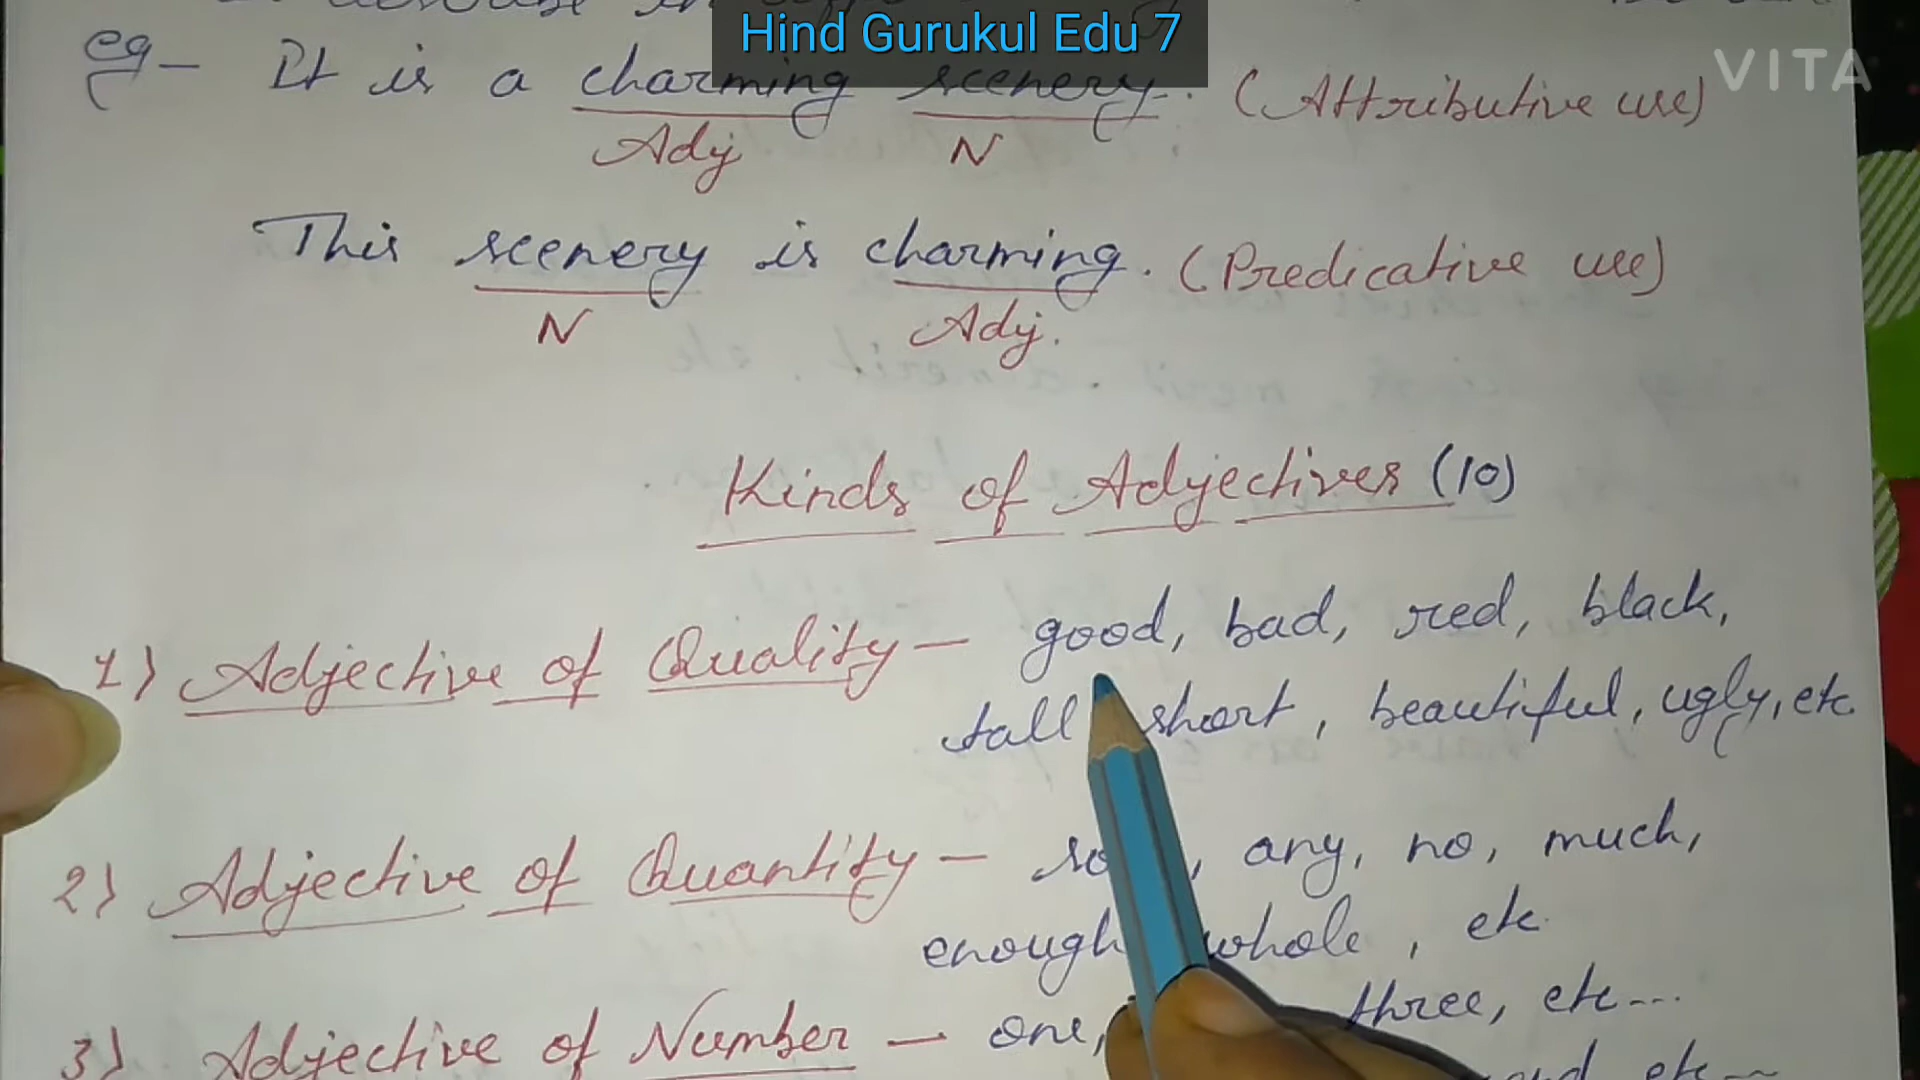 Hind Gurukul Edu 7
VITA
eg - It is a charming scenery. (Attributive use)
Adj N
This scenery is charming. (Predicative use)
N Adj.
Kinds of Adjectives (10)
1) Adjective of Quality - good, bad, red, black,
tall short, beautiful, ugly, etc
2) Adjective of Quantity - any, no, much,
enough whole, etc.
3) Adjective of Number - one, three, etc...
etc